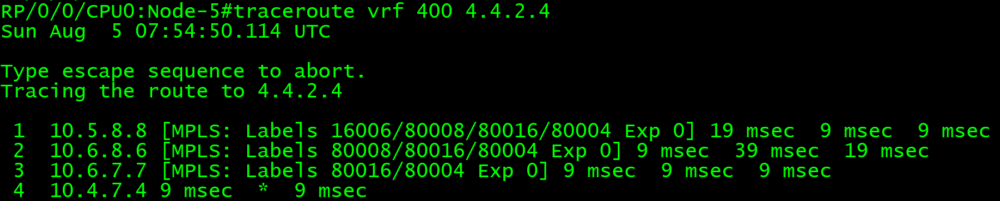 RP/0/0/CPU0:Node-5#traceroute vrf 400 4.4.2.4
Sun Aug  5 07:54:50.114 UTC
Type escape sequence to abort.
Tracing the route to 4.4.2.4
1  10.5.8.8 [MPLS: Labels 16006/80008/80016/80004 Exp 0] 19 msec  9 msec  9 msec
2  10.6.8.6 [MPLS: Labels 80008/80016/80004 Exp 0] 9 msec  39 msec  19 msec
3  10.6.7.7 [MPLS: Labels 80016/80004 Exp 0] 9 msec  9 msec  9 msec
4  10.4.7.4 9 msec  *  9 msec